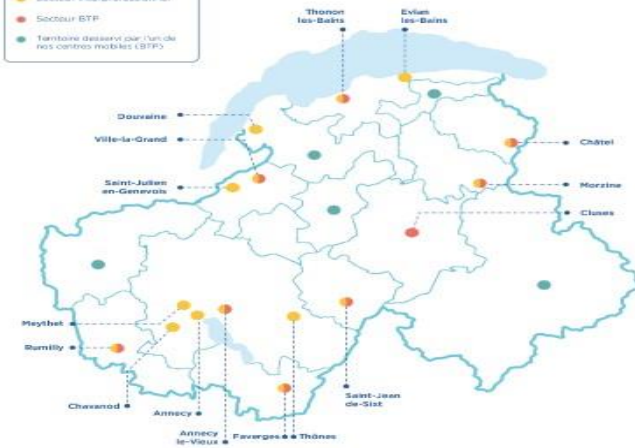 Secteur BTP
Territoire desservi par l'un de
nos centres mobiles (BTP)
Thonon
les-Bains
Evian
les-Bains
Douvaine
Ville-la-Grand
Saint-Julien
en-Genevois
Châtel
Morzine
Cluses
Meythet
Rumilly
Chavanod
Annecy
Annecy
le-Vieux
Faverges
Thônes
Saint-Jean
de-Sixt